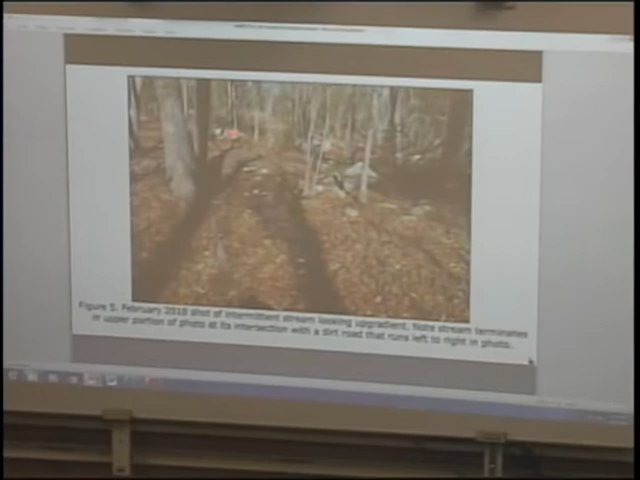 Figure 5. February 2018 shot of intermittent stream looking upgradient. Note stream terminates
in upper portion of photo at its intersection with a dirt road that runs left to right in photo.